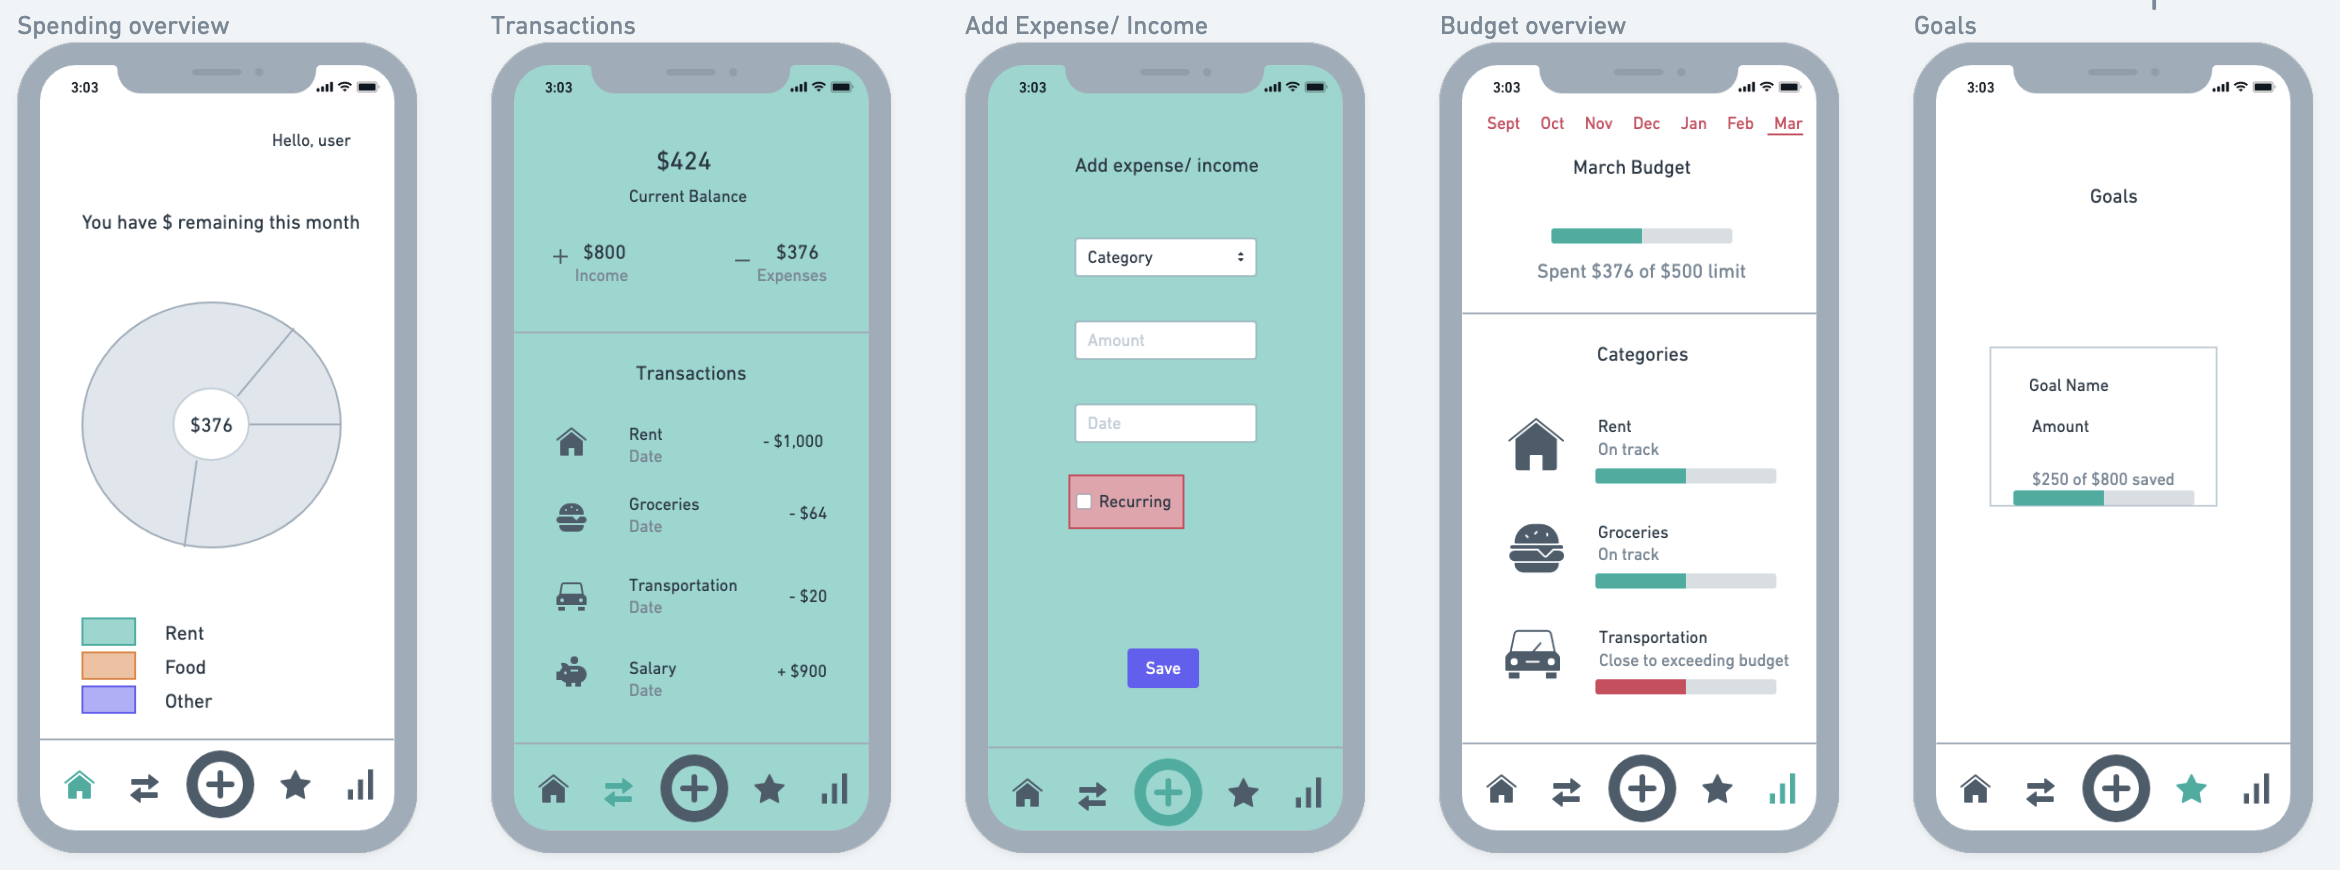 Spending overview
3:03
Hello, user
You have $ remaining this month
$376
Rent
Food
Other
Transactions
3:03
$424
Current Balance
+ $800
Income
– $376
Expenses
Transactions
Rent
Date
- $1,000
Groceries
Date
- $64
Transportation
Date
- $20
Salary
Date
+ $900
Add Expense/ Income
3:03
Add expense/ income
Category
Amount
Date
Recurring
Save
Budget overview
3:03
Sept Oct Nov Dec Jan Feb Mar
March Budget
Spent $376 of $500 limit
Categories
Rent
On track
Groceries
On track
Transportation
Close to exceeding budget
Goals
3:03
Goals
Goal Name
Amount
$250 of $800 saved